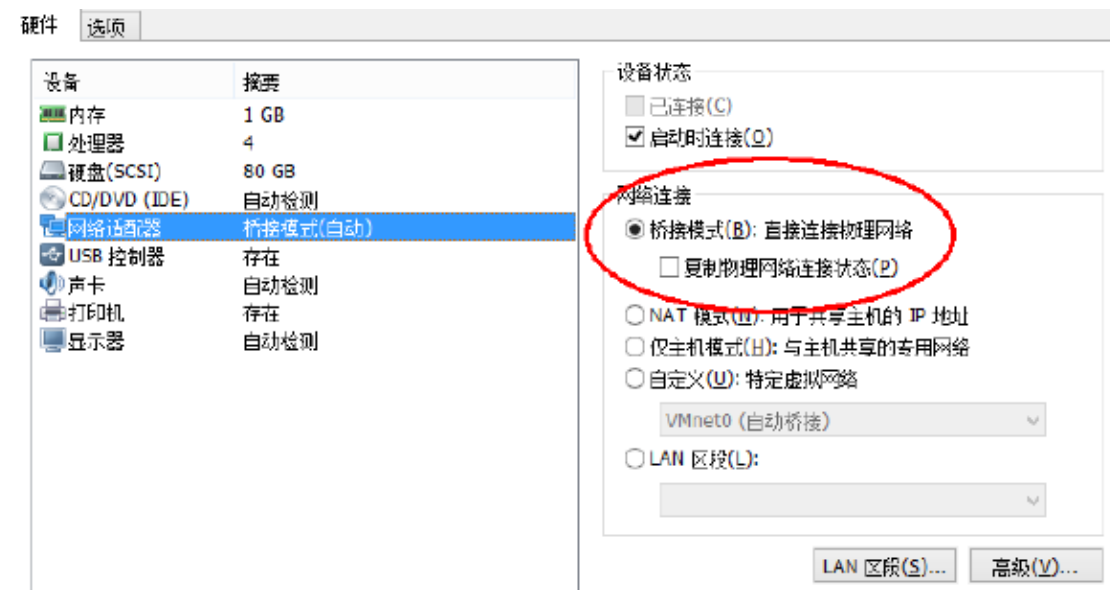 硬件 选项
设备 摘要
内存 1 GB
处理器 4
硬盘(SCSI) 80 GB
CD/DVD (IDE) 自动检测
网络适配器 桥接模式(自动)
USB 控制器 存在
声卡 自动检测
打印机 存在
显示器 自动检测
设备状态
已连接(C)
启动时连接(O)
网络连接
桥接模式(B): 直接连接物理网络
复制物理网络连接状态(P)
NAT 模式(N): 用于共享主机的 IP 地址
仅主机模式(H): 与主机共享的专用网络
自定义(U): 特定虚拟网络
VMnet0 (自动桥接)
LAN 区段(L):
LAN 区段(S)... 高级(V)...